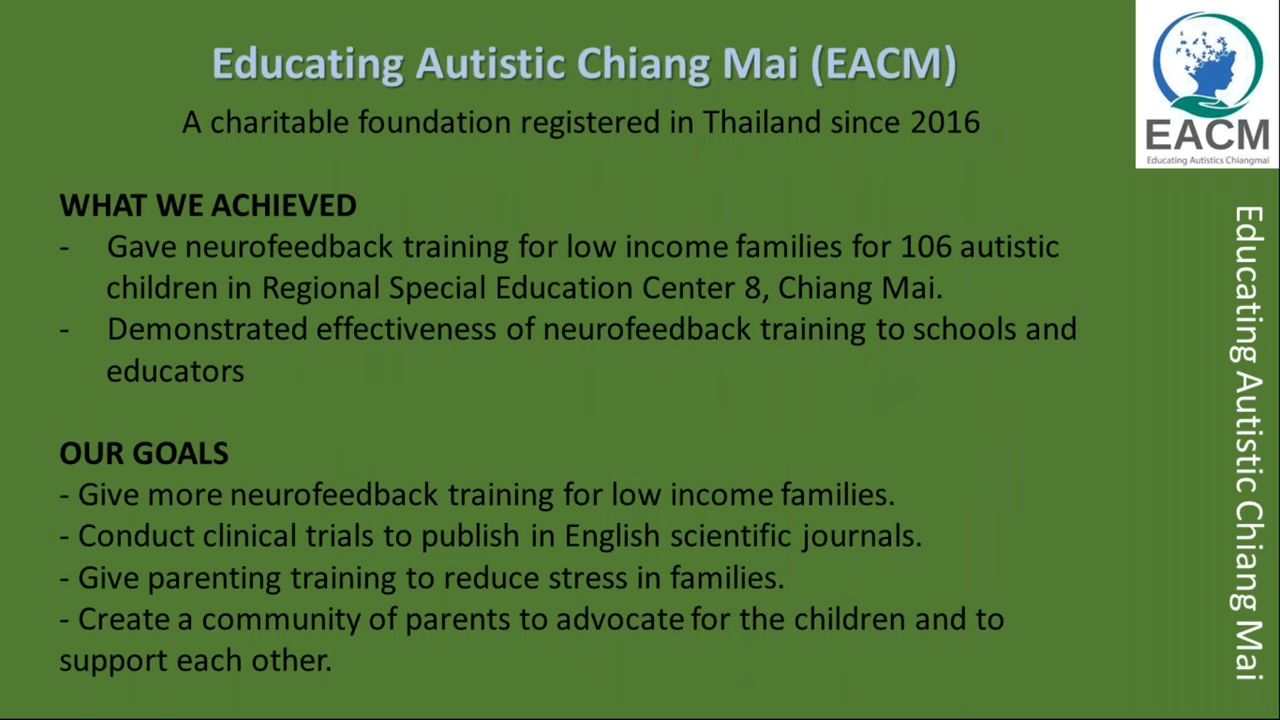 Educating Autistic Chiang Mai (EACM)
A charitable foundation registered in Thailand since 2016
EACM
Educating Autistics Chiangmai
WHAT WE ACHIEVED
- Gave neurofeedback training for low income families for 106 autistic
children in Regional Special Education Center 8, Chiang Mai.
- Demonstrated effectiveness of neurofeedback training to schools and
educators
OUR GOALS
- Give more neurofeedback training for low income families.
- Conduct clinical trials to publish in English scientific journals.
- Give parenting training to reduce stress in families.
- Create a community of parents to advocate for the children and to
support each other.
Educating Autistic Chiang Mai